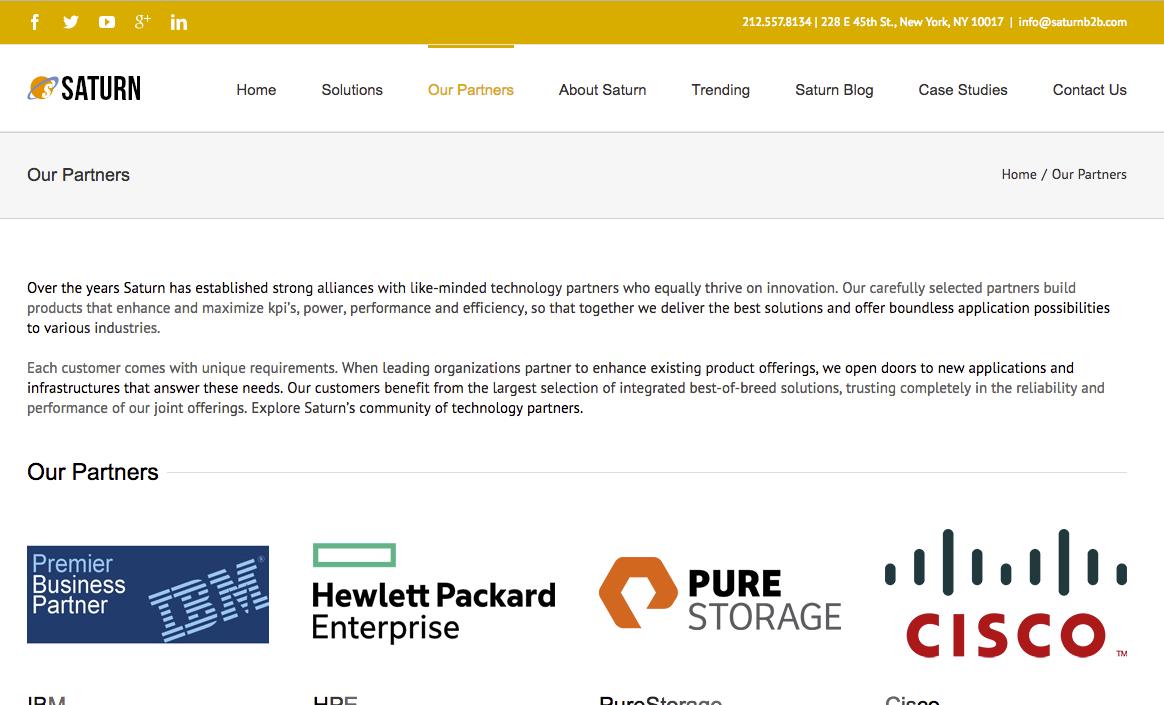 212.557.8134 | 228 E 45th St., New York, NY 10017 | info@saturnb2b.com
SATURN
Home Solutions Our Partners About Saturn Trending Saturn Blog Case Studies Contact Us
Our Partners
Home / Our Partners
Over the years Saturn has established strong alliances with like-minded technology partners who equally thrive on innovation. Our carefully selected partners build
products that enhance and maximize kpi's, power, performance and efficiency, so that together we deliver the best solutions and offer boundless application possibilities
to various industries.
Each customer comes with unique requirements. When leading organizations partner to enhance existing product offerings, we open doors to new applications and
infrastructures that answer these needs. Our customers benefit from the largest selection of integrated best-of-breed solutions, trusting completely in the reliability and
performance of our joint offerings. Explore Saturn's community of technology partners.
Our Partners
Premier
Business
Partner
IBM®
Hewlett Packard
Enterprise
PURE
STORAGE
CISCO™
IBM HPE PureStorage Cisco